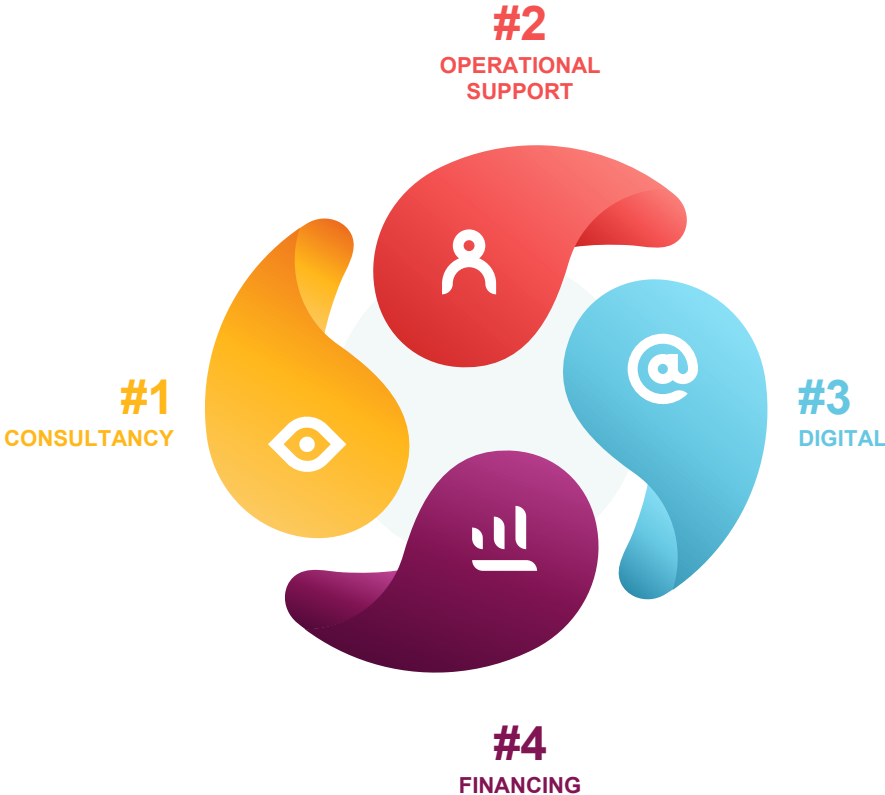 #2
OPERATIONAL
SUPPORT
#1
CONSULTANCY
#3
DIGITAL
#4
FINANCING